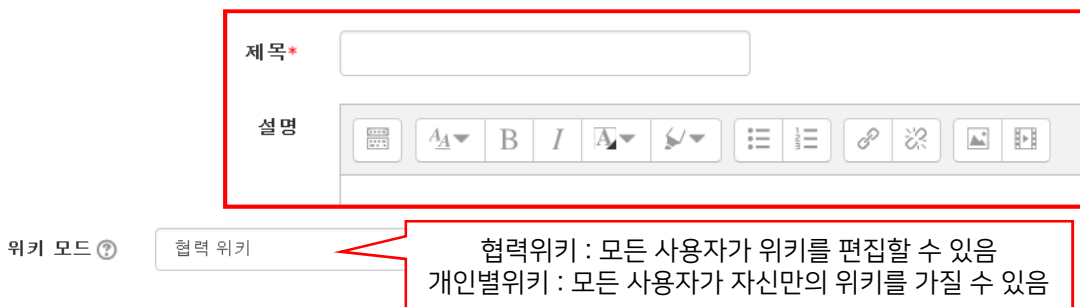 제목*
설명
위키 모드 ?
협력 위키
협력위키 : 모든 사용자가 위키를 편집할 수 있음
개인별위키 : 모든 사용자가 자신만의 위키를 가질 수 있음